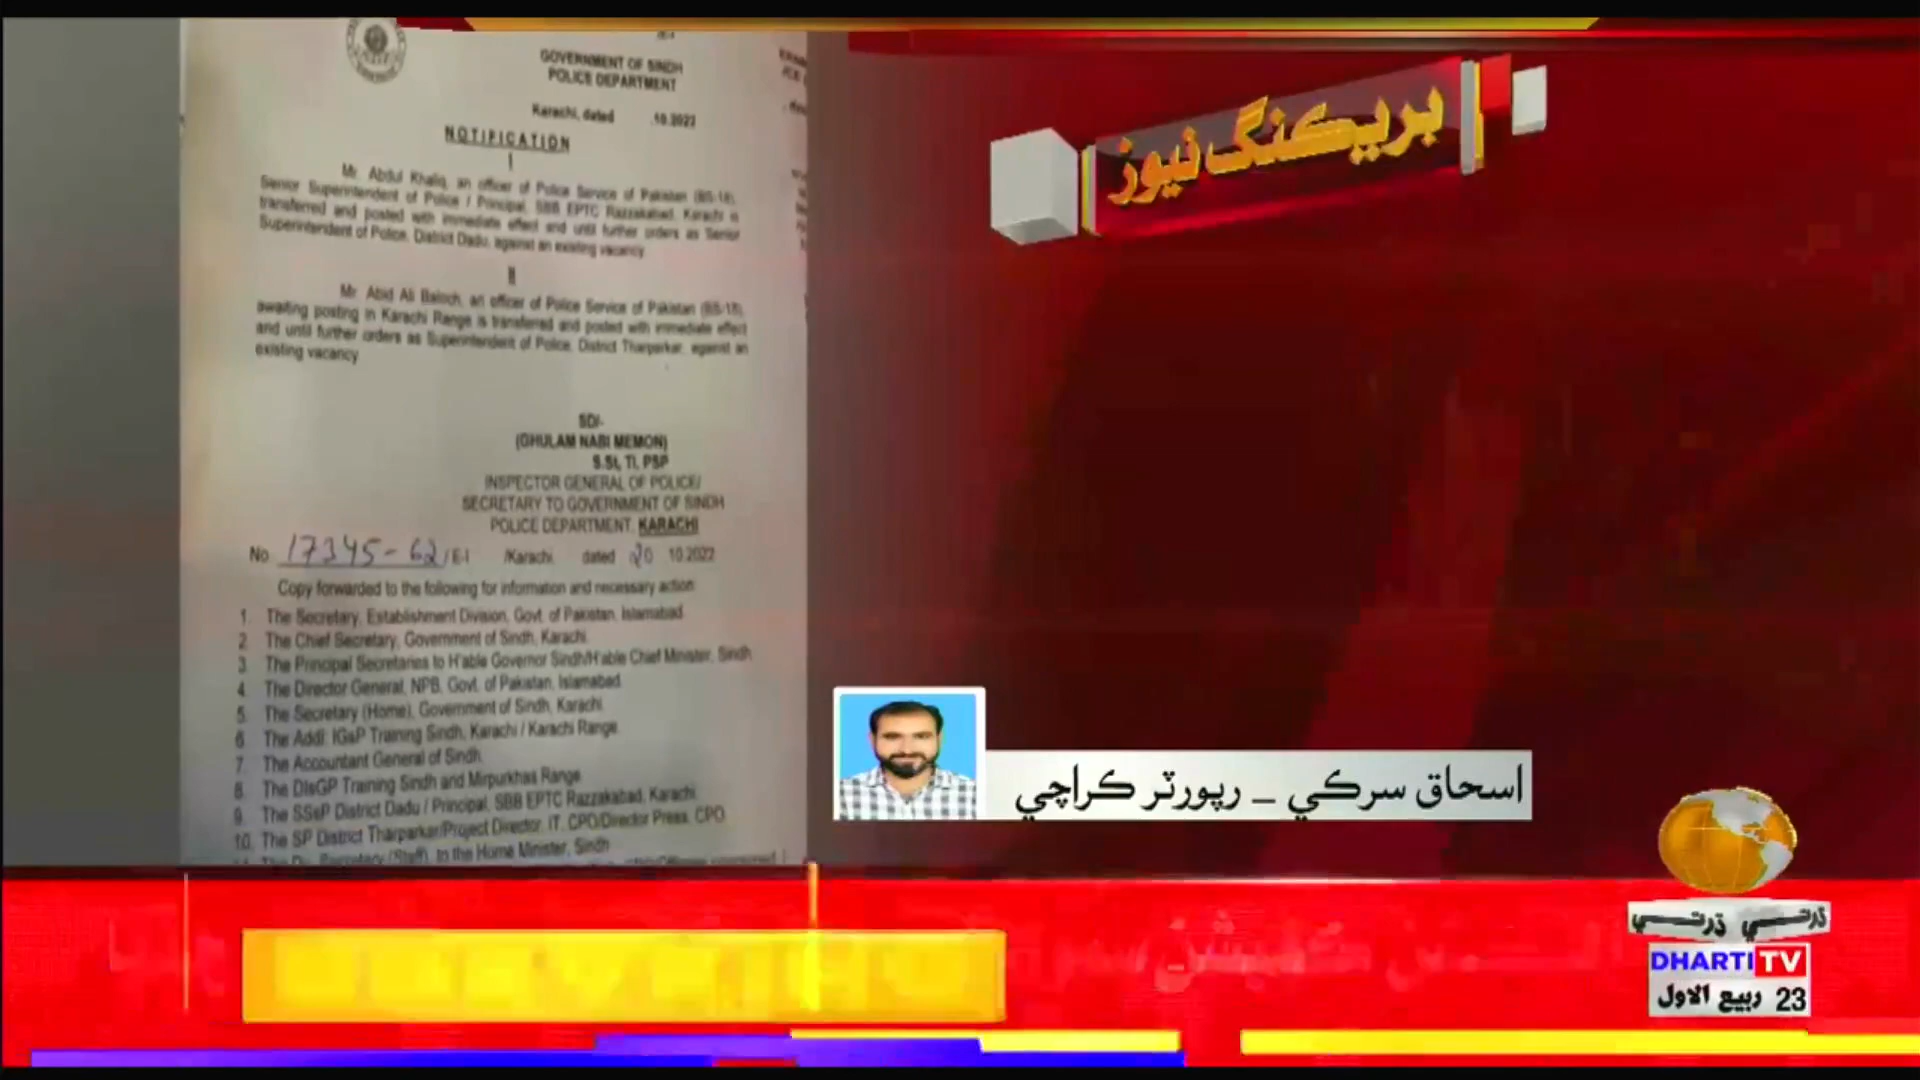 GOVERNMENT OF SINDH
POLICE DEPARTMENT
Karachi, dated .10.2022
NOTIFICATION
I
Mr. Abdul Khaliq, an officer of Police Service of Pakistan (BS-18),
Senior Superintendent of Police / Principal, SBB EPTC Razzakabad, Karachi is
transferred and posted with immediate effect and until further orders as Senior
Superintendent of Police, District Dadu, against an existing vacancy
II
Mr. Abid Ali Baloch, an officer of Police Service of Pakistan (BS-18),
awaiting posting in Karachi Range is transferred and posted with immediate effect
and until further orders as Superintendent of Police, District Tharparkar, against an
existing vacancy
SD/-
(GHULAM NABI MEMON)
S.St, TI, PSP
INSPECTOR GENERAL OF POLICE/
SECRETARY TO GOVERNMENT OF SINDH
POLICE DEPARTMENT, KARACHI
No 17345-62/E-I /Karachi dated 20 10.2022
Copy forwarded to the following for information and necessary action
1. The Secretary, Establishment Division, Govt. of Pakistan, Islamabad.
2. The Chief Secretary, Government of Sindh, Karachi.
3. The Principal Secretaries to H'able Governor Sindh/H'able Chief Minister, Sindh.
4. The Director General, NPB, Govt. of Pakistan, Islamabad.
5. The Secretary (Home), Government of Sindh, Karachi.
6. The Addl: IGsP Training Sindh, Karachi / Karachi Range.
7. The Accountant General of Sindh.
8. The DIsGP Training Sindh and Mirpurkhas Range
9. The SSsP District Dadu / Principal, SBB EPTC Razzakabad, Karachi.
10. The SP District Tharparkar/Project Director, IT, CPO/Director Press, CPO.
Secretary (Staff), to the Home Minister, Sindh
بريڪنگ نيوز
اسحاق سرڪي _ رپورٽر ڪراچي
ڌرتي ڌرتي
DHARTI TV
23 ربيع الاول